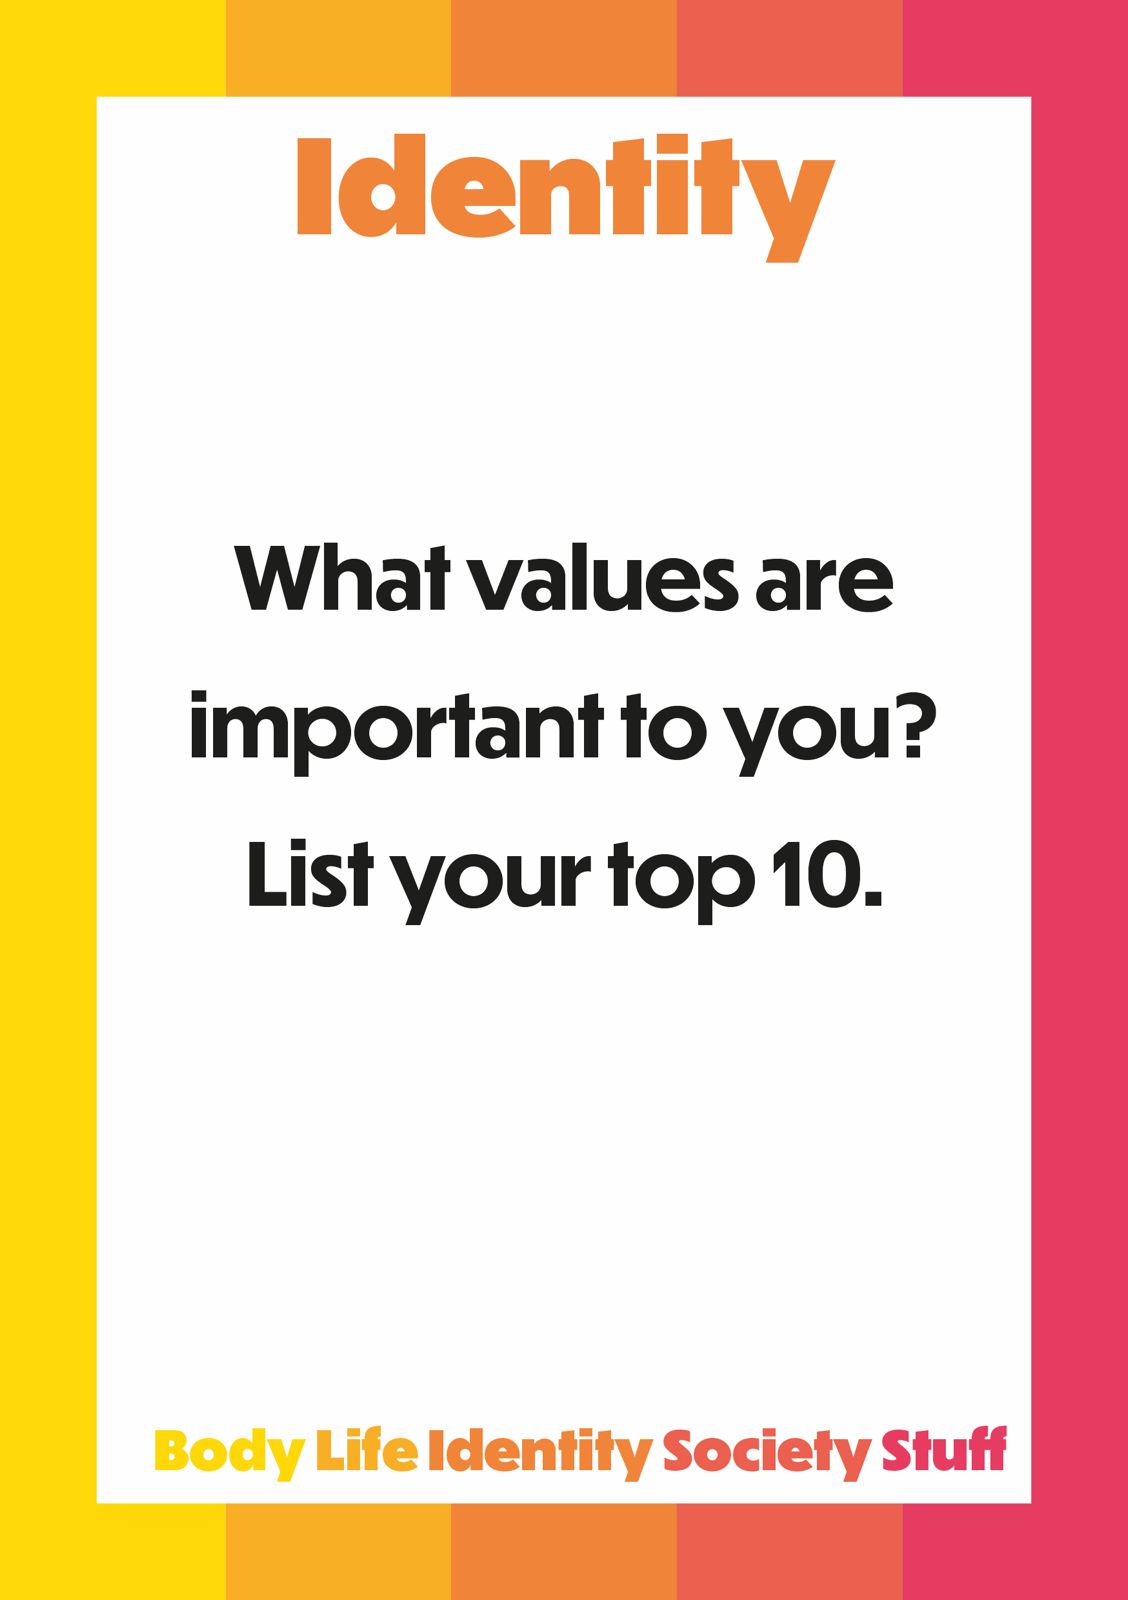 Identity
What values are
important to you?
List your top 10.
Body Life Identity Society Stuff